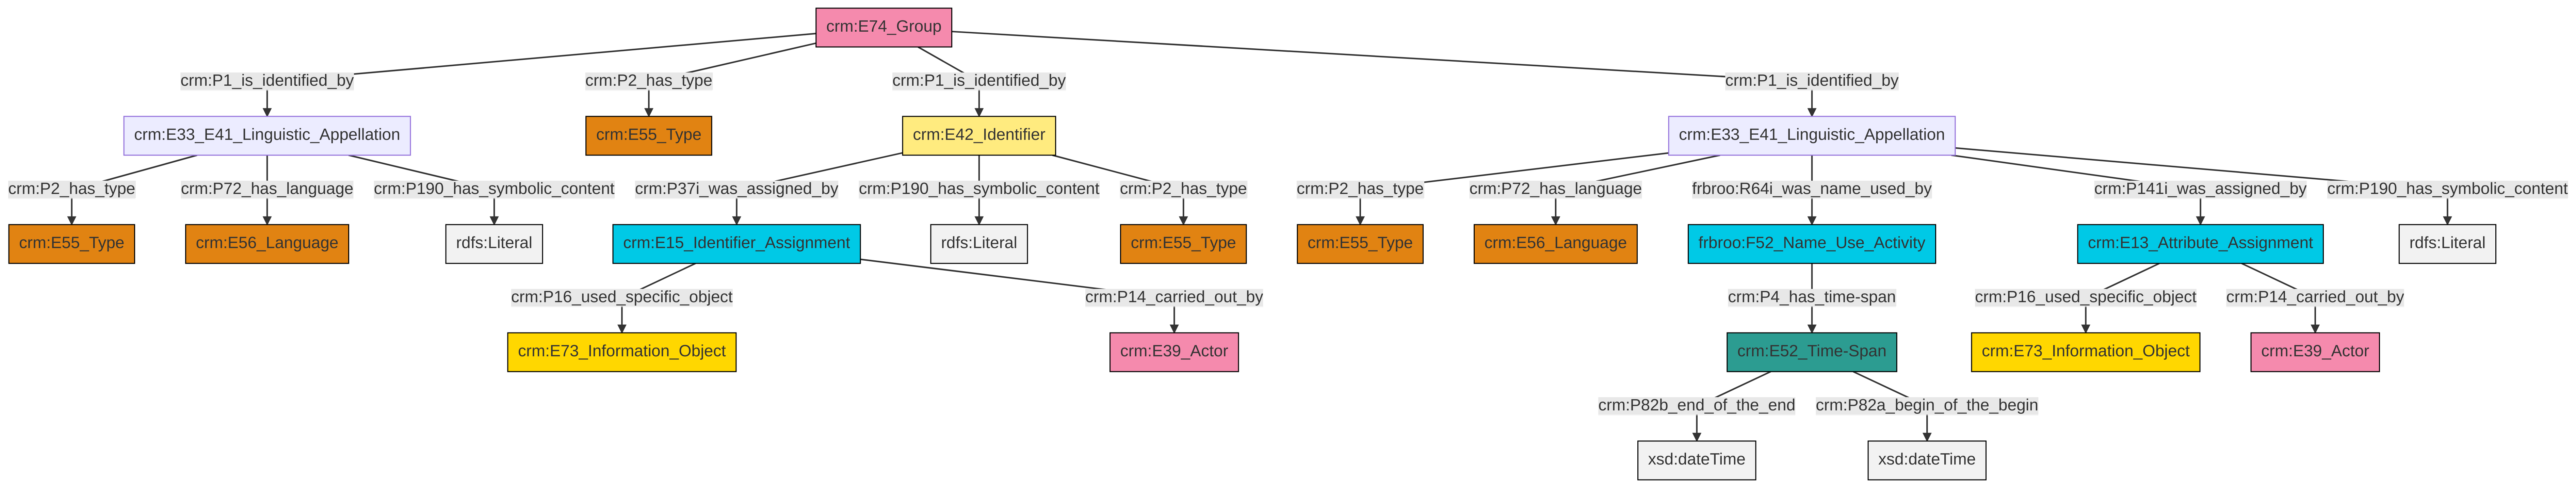 crm:E74_Group
crm:P1_is_identified_by
crm:P2_has_type
crm:P1_is_identified_by
crm:P1_is_identified_by
crm:E33_E41_Linguistic_Appellation
crm:E55_Type
crm:E42_Identifier
crm:E33_E41_Linguistic_Appellation
crm:P2_has_type
crm:P72_has_language
crm:P190_has_symbolic_content
crm:P37i_was_assigned_by
crm:P190_has_symbolic_content
crm:P2_has_type
crm:P2_has_type
crm:P72_has_language
frbroo:R64i_was_name_used_by
crm:P141i_was_assigned_by
crm:P190_has_symbolic_content
crm:E55_Type
crm:E56_Language
rdfs:Literal
crm:E15_Identifier_Assignment
rdfs:Literal
crm:E55_Type
crm:E55_Type
crm:E56_Language
frbroo:F52_Name_Use_Activity
crm:E13_Attribute_Assignment
rdfs:Literal
crm:P16_used_specific_object
crm:P14_carried_out_by
crm:P4_has_time-span
crm:P16_used_specific_object
crm:P14_carried_out_by
crm:E73_Information_Object
crm:E39_Actor
crm:E52_Time-Span
crm:E73_Information_Object
crm:E39_Actor
crm:P82b_end_of_the_end
crm:P82a_begin_of_the_begin
xsd:dateTime
xsd:dateTime